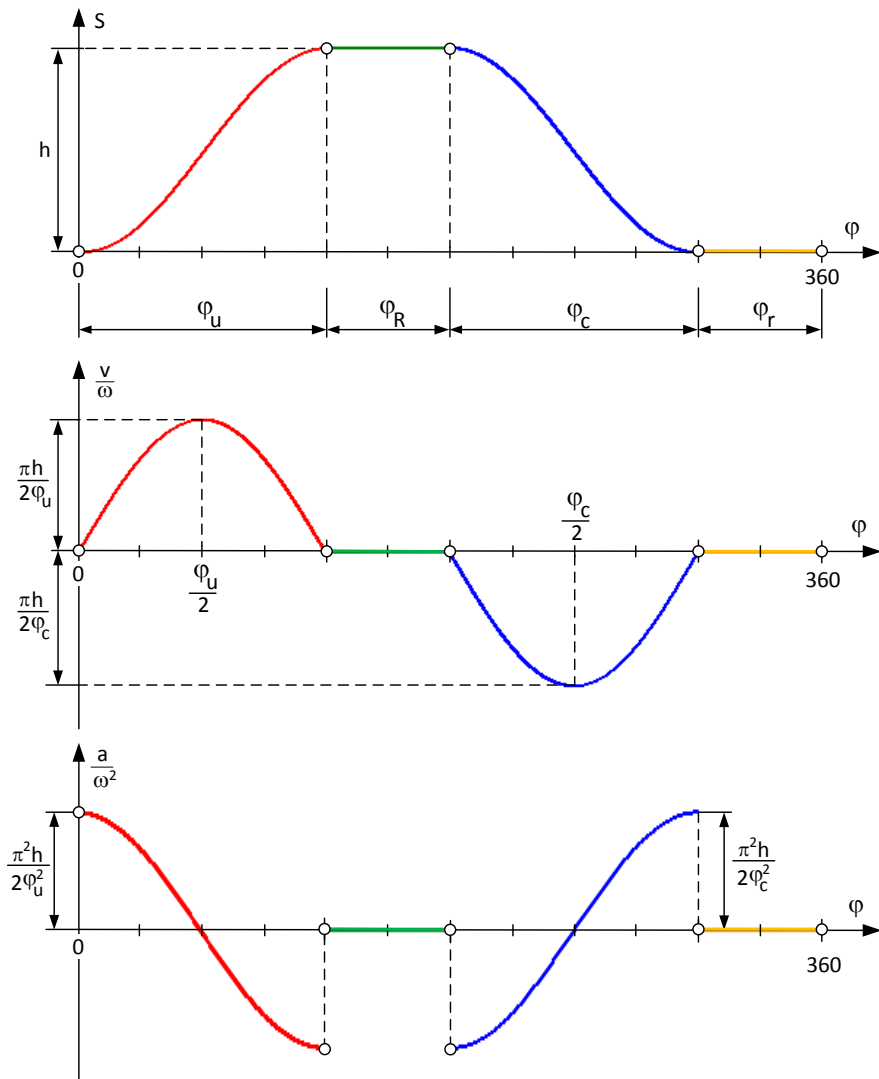 S
h
φ
0
360
φu
φR
φc
φr
v/ω
πh/2φu
φc/2
φ
0
φu/2
360
πh/2φc
a/ω²
π²h/2φu²
π²h/2φc²
φ
0
360